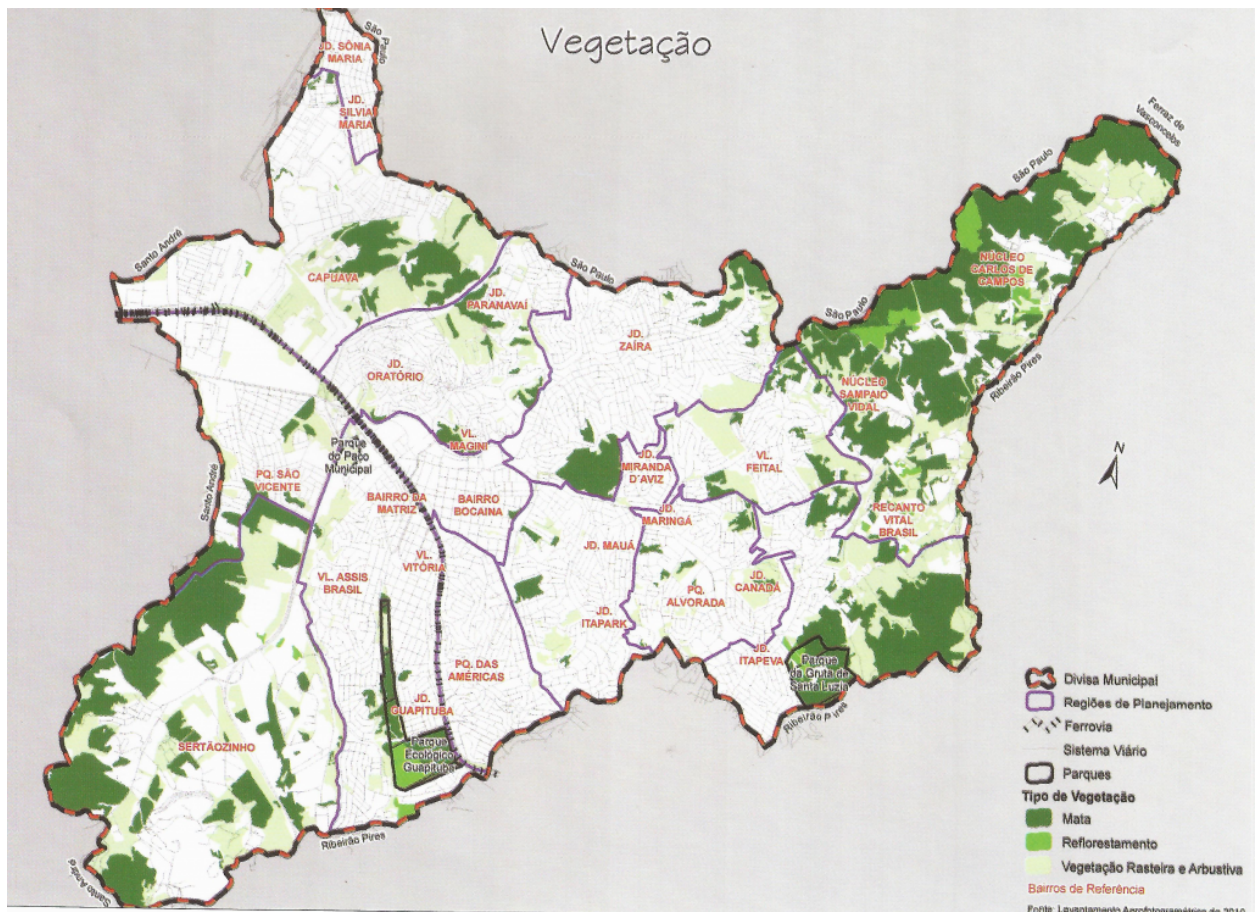 Vegetação
São Paulo
JD. SÔNIA
MARIA
JD.
SILVIA
MARIA
Ferraz de
Vasconcelos
São Paulo
Santo André
CAPUAVA
São Paulo
JD.
PARANAVAÍ
NÚCLEO
CARLOS DE
CAMPOS
São Paulo
JD.
ZAÍRA
JD.
ORATÓRIO
Ribeirão Pires
NÚCLEO
SAMPAIO
VIDAL
VL.
MAGINI
Parque
do Paço
Municipal
JD.
MIRANDA
D'AVIZ
VL.
FEITAL
PQ. SÃO
VICENTE
Santo André
BAIRRO DA
MATRIZ
BAIRRO
BOCAINA
JD.
MARINGÁ
RECANTO
VITAL
BRASIL
JD. MAUÁ
VL.
VITÓRIA
VL. ASSIS
BRASIL
PQ.
ALVORADA
JD.
CANADÁ
JD.
ITAPARK
JD.
ITAPEVA
Parque
da Gruta de
Santa Luzia
PQ. DAS
AMÉRICAS
JD.
GUAPITUBA
Ribeirão Pires
SERTÃOZINHO
Parque
Ecológico
Guapituba
Ribeirão Pires
Santo André
N
Divisa Municipal
Regiões de Planejamento
Ferrovia
Sistema Viário
Parques
Tipo de Vegetação
Mata
Reflorestamento
Vegetação Rasteira e Arbustiva
Bairros de Referência
Fonte: Levantamento Aerofotogramétrico de 2010